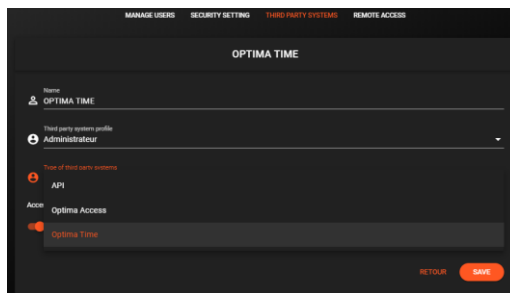 MANAGE USERS SECURITY SETTING THIRD PARTY SYSTEMS REMOTE ACCESS
OPTIMA TIME
Name
OPTIMA TIME
Third party system profile
Administrateur
Type of third party systems
API
Acce
Optima Access
Optima Time
RETOUR SAVE